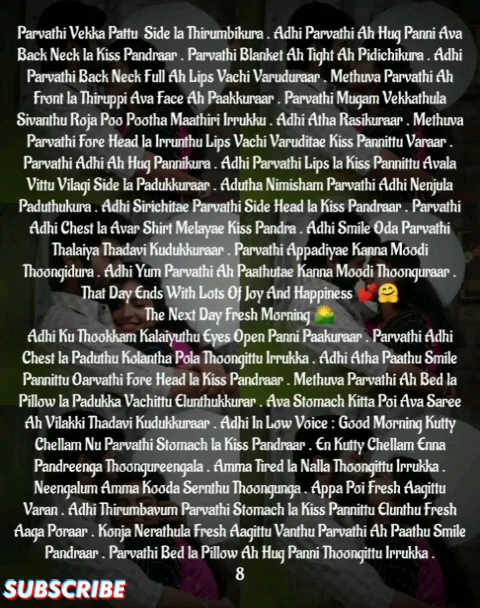 Parvathi Vekka Pattu Side la Thirumbikura . Adhi Parvathi Ah Hug Panni Ava
Back Neck la Kiss Pandraar . Parvathi Blanket Ah Tight Ah Pidichikura . Adhi
Parvathi Back Neck Full Ah Lips Vachi Varuduraar . Methuva Parvathi Ah
Front la Thiruppi Ava Face Ah Paakkuraar . Parvathi Mugam Vekkathula
Sivanthu Roja Poo Pootha Maathiri Irrukku . Adhi Atha Rasikuraar . Methuva
Parvathi Fore Head la Irrunthu Lips Vachi Varuditae Kiss Pannittu Varaar .
Parvathi Adhi Ah Hug Pannikura . Adhi Parvathi Lips la Kiss Pannittu Avala
Vittu Vilagi Side la Padukkuraar . Adutha Nimisham Parvathi Adhi Nenjula
Paduthukura . Adhi Sirichitae Parvathi Side Head la Kiss Pandraar . Parvathi
Adhi Chest la Avar Shirt Melayae Kiss Pandra . Adhi Smile Oda Parvathi
Thalaiya Thadavi Kudukkuraar . Parvathi Appadiyae Kanna Moodi
Thoongidura . Adhi Yum Parvathi Ah Paathutae Kanna Moodi Thoonguraar .
That Day Ends With Lots Of Joy And Happiness 💕🤗
The Next Day Fresh Morning 🌅
Adhi Ku Thookkam Kalaiyuthu Eyes Open Panni Paakuraar . Parvathi Adhi
Chest la Paduthu Kolantha Pola Thoongittu Irrukka . Adhi Atha Paathu Smile
Pannittu Oarvathi Fore Head la Kiss Pandraar . Methuva Parvathi Ah Bed la
Pillow la Padukka Vachittu Elunthukkurar . Ava Stomach Kitta Poi Ava Saree
Ah Vilakki Thadavi Kudukkuraar . Adhi In Low Voice : Good Morning Kutty
Chellam Nu Parvathi Stomach la Kiss Pandraar . En Kutty Chellam Enna
Pandreenga Thoongureengala . Amma Tired la Nalla Thoongittu Irrukka .
Neengalum Amma Kooda Sernthu Thoongunga . Appa Poi Fresh Aagittu
Varan . Adhi Thirumbavum Parvathi Stomach la Kiss Pannittu Elunthu Fresh
Aaga Poraar . Konja Nerathula Fresh Aagittu Vanthu Parvathi Ah Paathu Smile
Pandraar . Parvathi Bed la Pillow Ah Hug Panni Thoongittu Irrukka .
8
SUBSCRIBE